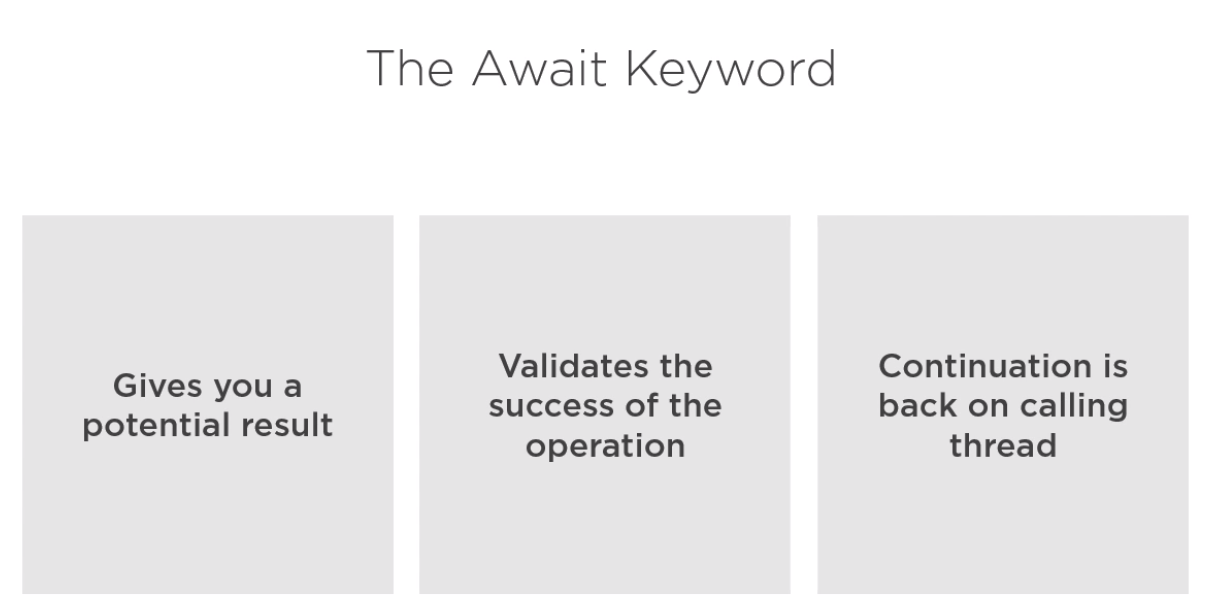 The Await Keyword
Gives you a
potential result
Validates the
success of the
operation
Continuation is
back on calling
thread